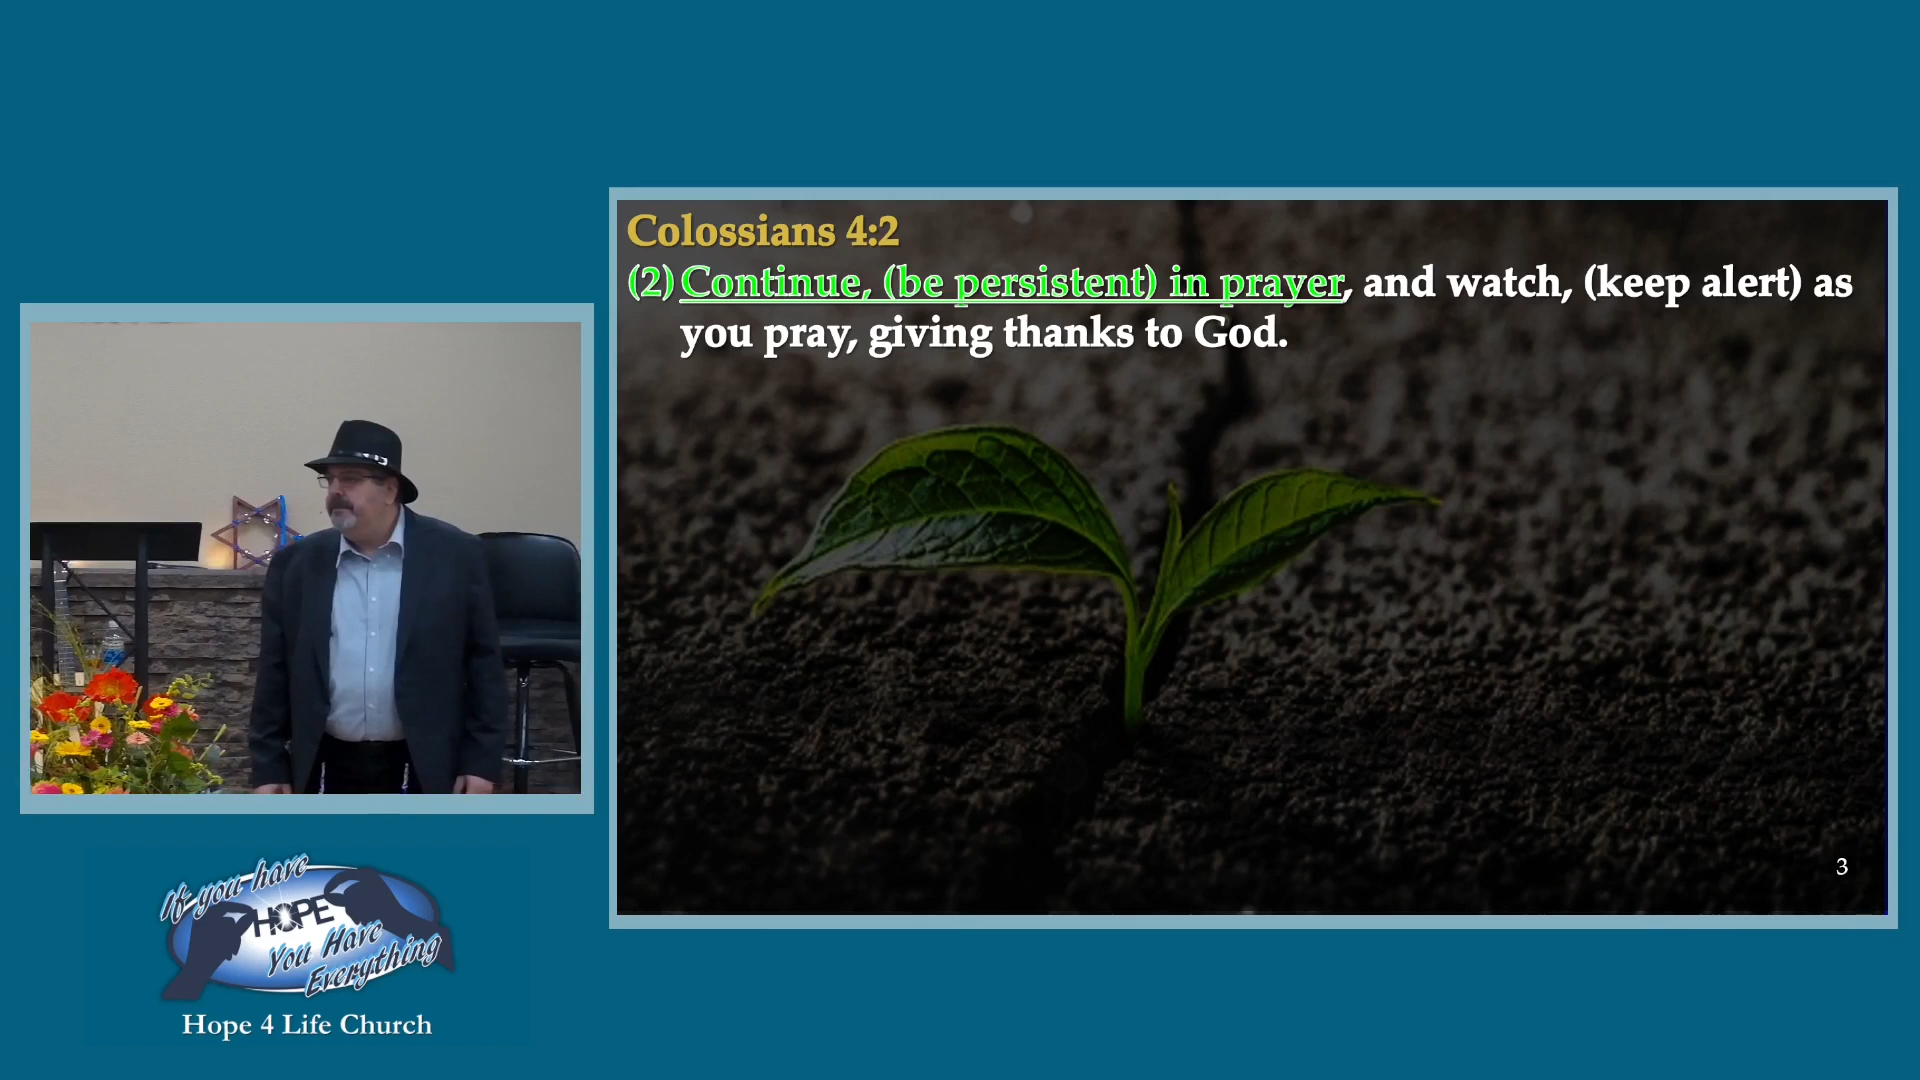 Colossians 4:2
(2) Continue, (be persistent) in prayer, and watch, (keep alert) as
you pray, giving thanks to God.
3
If you have
HOPE
You Have
Everything
Hope 4 Life Church